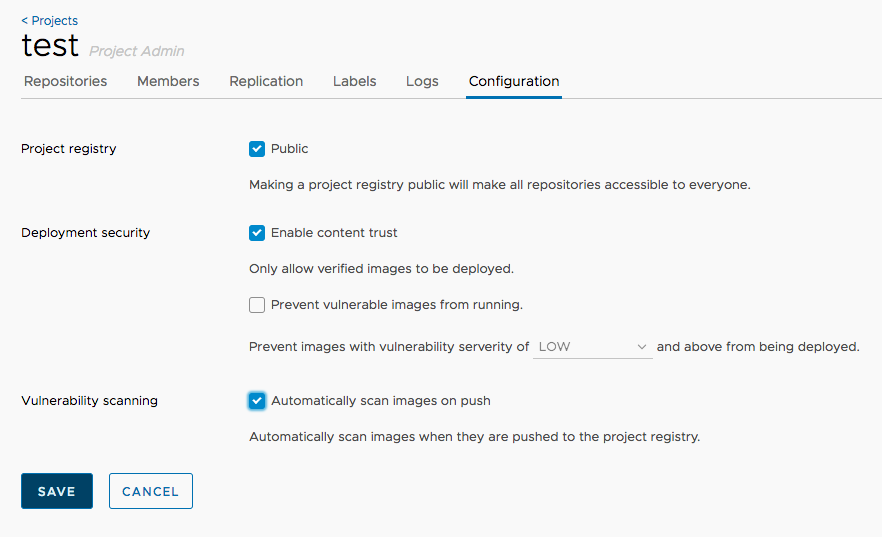 < Projects
test Project Admin
Repositories Members Replication Labels Logs Configuration
Project registry Public
Making a project registry public will make all repositories accessible to everyone.
Deployment security Enable content trust
Only allow verified images to be deployed.
Prevent vulnerable images from running.
Prevent images with vulnerability serverity of LOW and above from being deployed.
Vulnerability scanning Automatically scan images on push
Automatically scan images when they are pushed to the project registry.
SAVE CANCEL